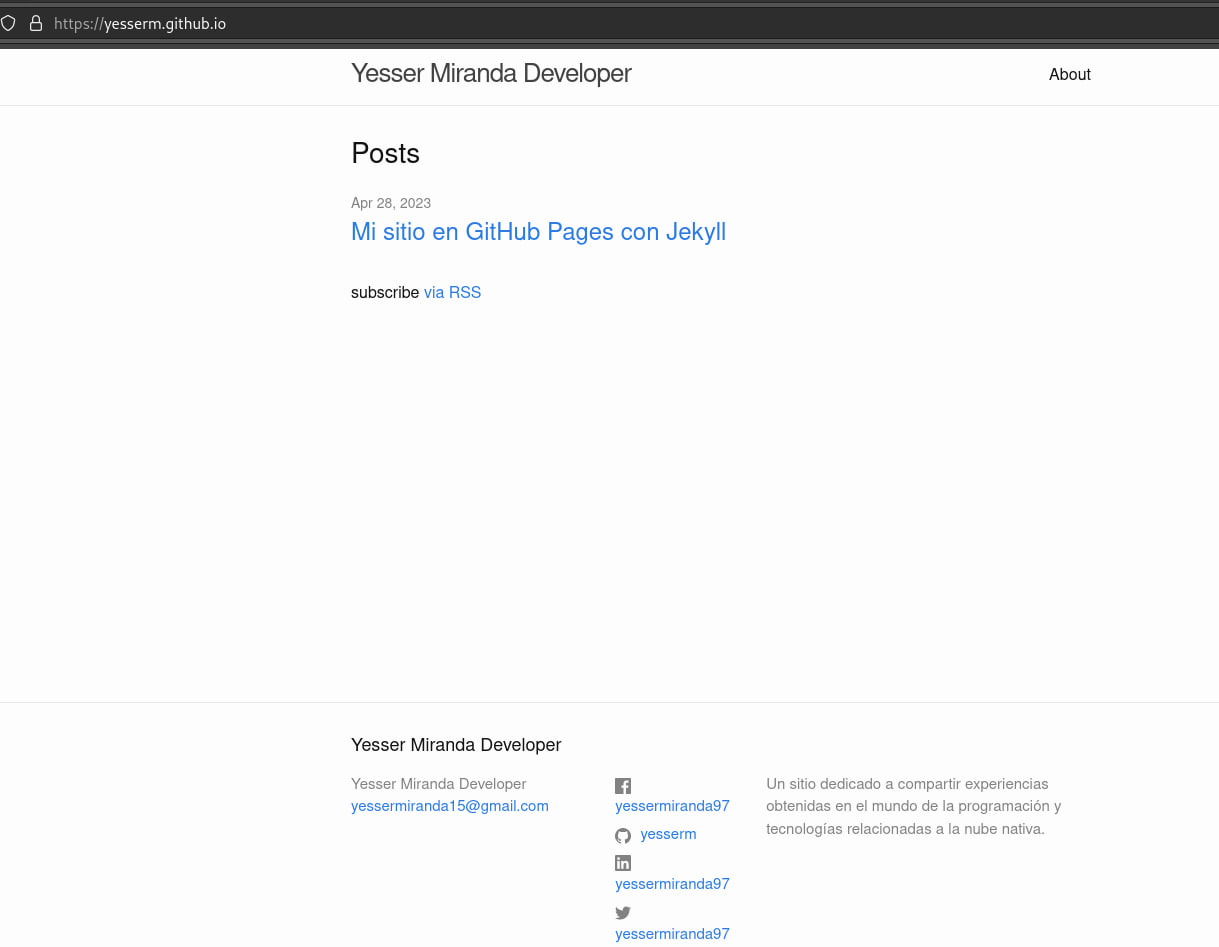 https://yesserm.github.io
Yesser Miranda Developer
About
Posts
Apr 28, 2023
Mi sitio en GitHub Pages con Jekyll
subscribe via RSS
Yesser Miranda Developer
Yesser Miranda Developer
yessermiranda15@gmail.com
yessermiranda97
yesserm
yessermiranda97
yessermiranda97
Un sitio dedicado a compartir experiencias
obtenidas en el mundo de la programación y
tecnologías relacionadas a la nube nativa.